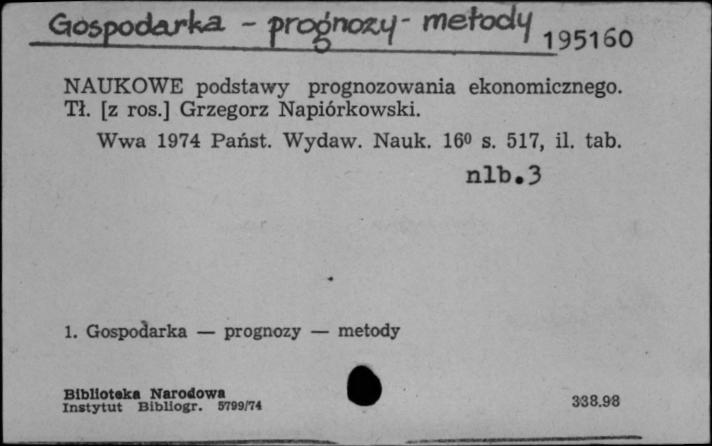 Gospodarka - prognozy - metody 195160
NAUKOWE podstawy prognozowania ekonomicznego.
Tł. [z ros.] Grzegorz Napiórkowski.
Wwa 1974 Państ. Wydaw. Nauk. 16⁰ s. 517, il. tab.
nlb.3
1. Gospodarka — prognozy — metody
Biblioteka Narodowa
Instytut Bibliogr. 5799/74 338.98